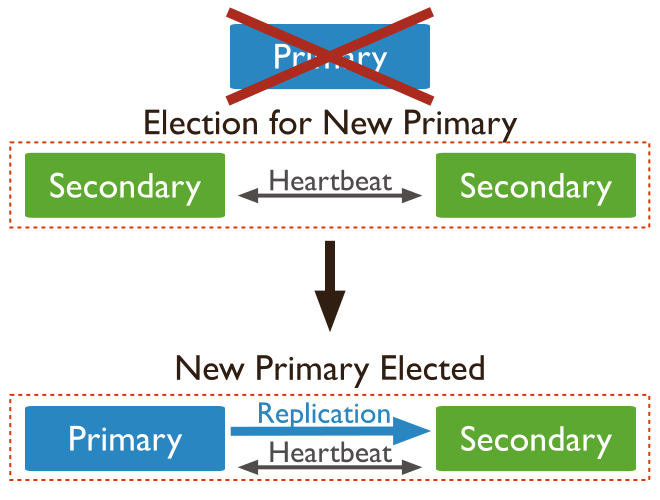 Primary
Election for New Primary
Secondary
Heartbeat
Secondary
New Primary Elected
Primary
Replication
Heartbeat
Secondary